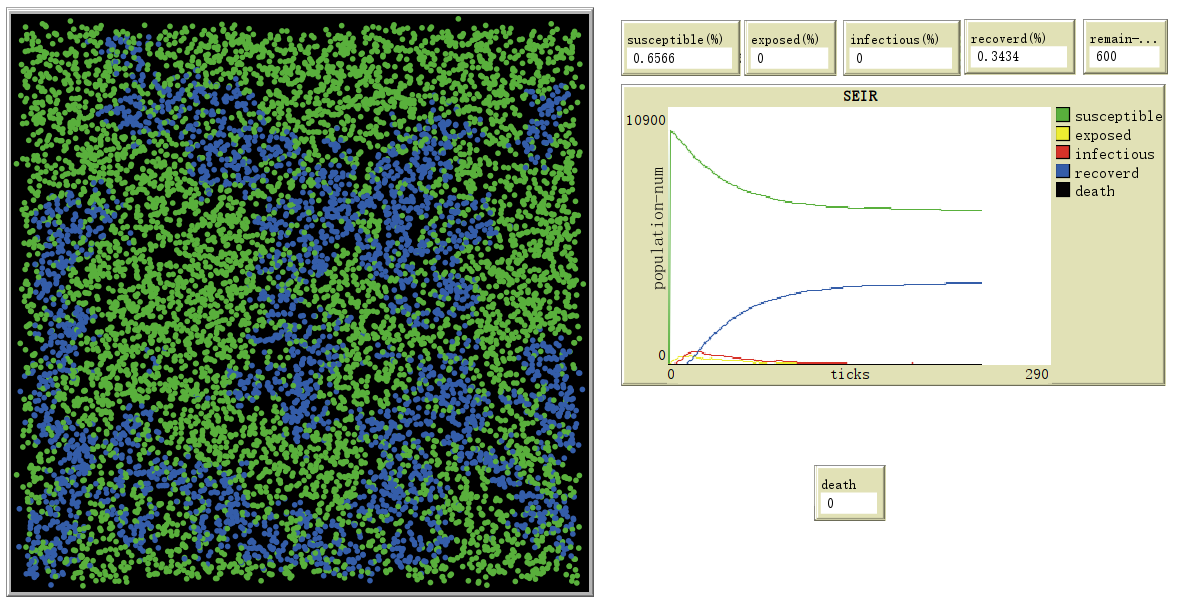 susceptible(%)
0.6566
exposed(%)
0
infectious(%)
0
recoverd(%)
0.3434
remain-...
600
SEIR
10900
population-num
0
0
ticks
290
susceptible
exposed
infectious
recoverd
death
death
0